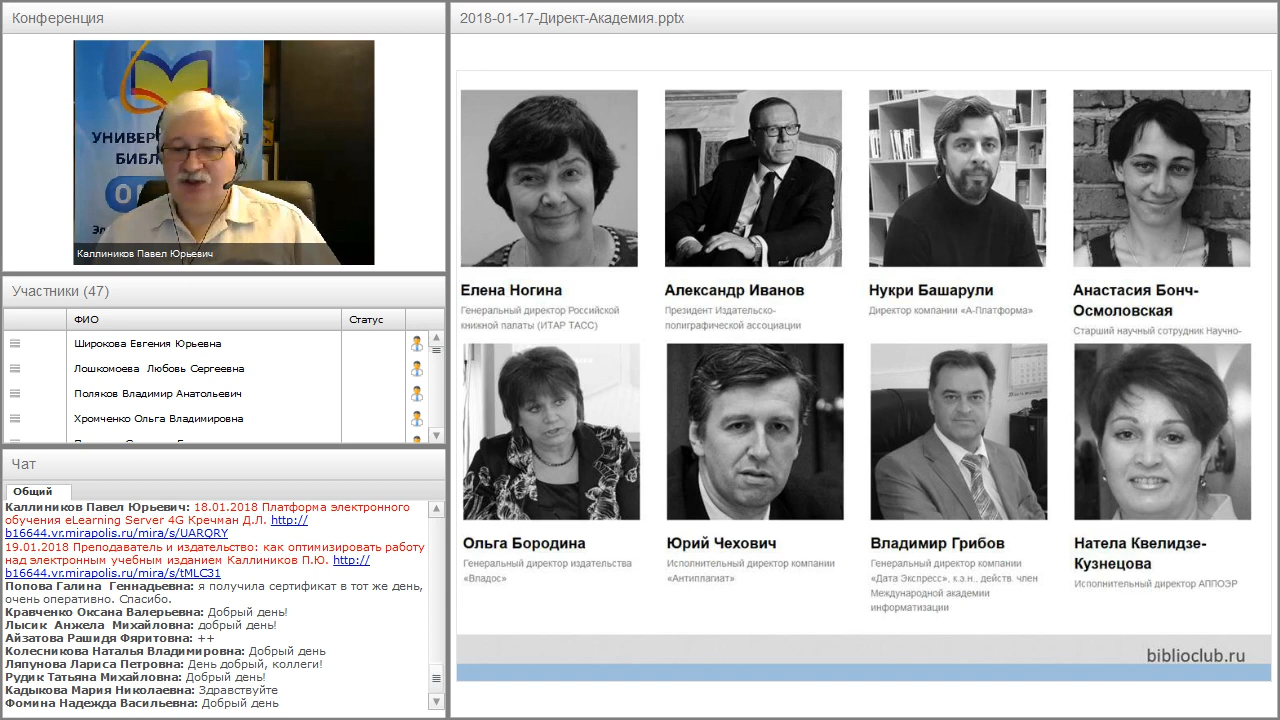 Конференция
УНИВЕР
АЯ
БИБЛ
Каллиников Павел Юрьевич
Участники (47)
ФИО Статус
Широкова Евгения Юрьевна
Лошкомоева Любовь Сергеевна
Поляков Владимир Анатольевич
Хромченко Ольга Владимировна
Чат
Общий
Каллиников Павел Юрьевич: 18.01.2018 Платформа электронного
обучения eLearning Server 4G Кречман Д.Л. http://
b16644.vr.mirapolis.ru/mira/s/UARQRY
19.01.2018 Преподаватель и издательство: как оптимизировать работу
над электронным учебным изданием Каллиников П.Ю. http://
b16644.vr.mirapolis.ru/mira/s/tMLC31
Попова Галина Геннадьевна: я получила сертификат в тот же день,
очень оперативно. Спасибо.
Кравченко Оксана Валерьевна: Добрый день!
Лысик Анжела Михайловна: добрый день!
Айзатова Рашидя Фяритовна: ++
Колесникова Наталья Владимировна: Добрый день
Ляпунова Лариса Петровна: День добрый, коллеги!
Рудик Татьяна Михайловна: Добрый день!
Кадыкова Мария Николаевна: Здравствуйте
Фомина Надежда Васильевна: Добрый день
2018-01-17-Директ-Академия.pptx
Елена Ногина
Генеральный директор Российской
книжной палаты (ИТАР ТАСС)
Александр Иванов
Президент Издательско-
полиграфической ассоциации
Нукри Башарули
Директор компании «А-Платформа»
Анастасия Бонч-
Осмоловская
Старший научный сотрудник Научно-
Ольга Бородина
Генеральный директор издательства
«Владос»
Юрий Чехович
Исполнительный директор компании
«Антиплагиат»
Владимир Грибов
Генеральный директор компании
«Дата Экспресс», к.э.н., действ. член
Международной академии
информатизации
Натела Квелидзе-
Кузнецова
Исполнительный директор АППОЭР
biblioclub.ru